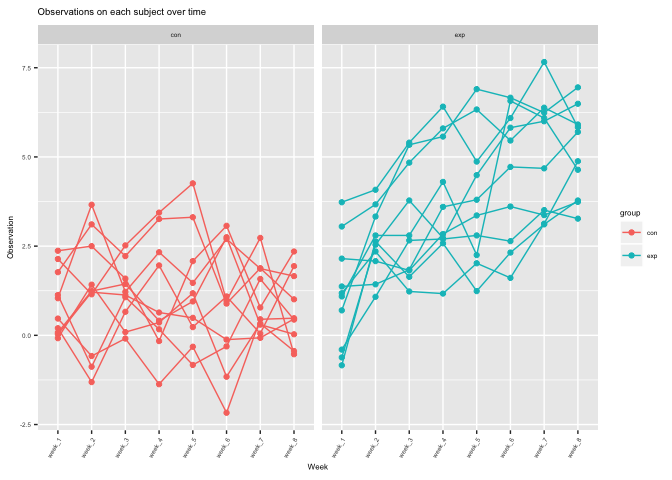 Observations on each subject over time
con
exp
7.5
5.0
2.5
0.0
-2.5
Observation
week_1
week_2
week_3
week_4
week_5
week_6
week_7
week_8
week_1
week_2
week_3
week_4
week_5
week_6
week_7
week_8
Week
group
con
exp